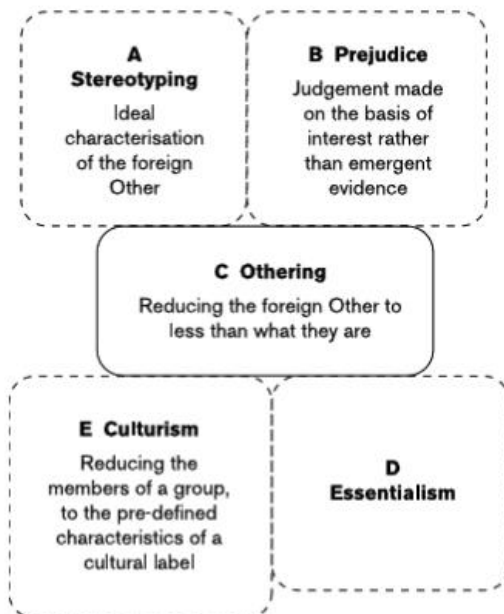 A
Stereotyping
Ideal
characterisation
of the foreign
Other
B Prejudice
Judgement made
on the basis of
interest rather
than emergent
evidence
C Othering
Reducing the foreign Other to
less than what they are
E Culturism
Reducing the
members of a group,
to the pre-defined
characteristics of a
cultural label
D
Essentialism